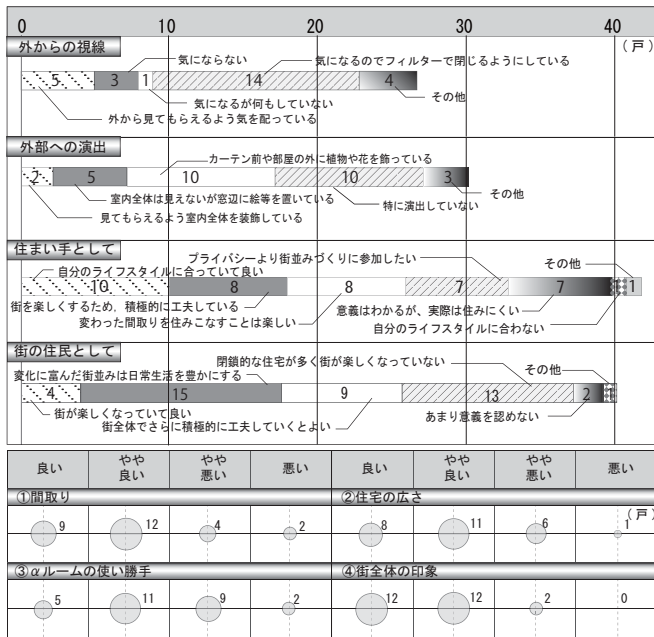 0 10 20 30 40
(戸)
外からの視線
気にならない
気になるのでフィルターで閉じるようにしている
5 3 1 14 4
その他
気になるが何もしていない
外から見てもらえるよう気を配っている
外部への演出
カーテン前や部屋の外に植物や花を飾っている
2 5 10 10 3
その他
室内全体は見えないが窓辺に絵等を置いている
特に演出していない
見てもらえるよう室内全体を装飾している
住まい手として
プライバシーより街並みづくりに参加したい
その他
自分のライフスタイルに合っていて良い
10 8 8 7 7 1
街を楽しくするため，積極的に工夫している
意義はわかるが、実際は住みにくい
変わった間取りを住みこなすことは楽しい
自分のライフスタイルに合わない
街の住民として
閉鎖的な住宅が多く街が楽しくなっていない
その他
変化に富んだ街並みは日常生活を豊かにする
4 15 9 13 2
街が楽しくなっていて良い
あまり意義を認めない
街全体でさらに積極的に工夫していくとよい
良い やや良い やや悪い 悪い 良い やや良い やや悪い 悪い
①間取り ②住宅の広さ
(戸)
9 12 4 2 8 11 6 1
③αルームの使い勝手 ④街全体の印象
5 11 9 2 12 12 2 0